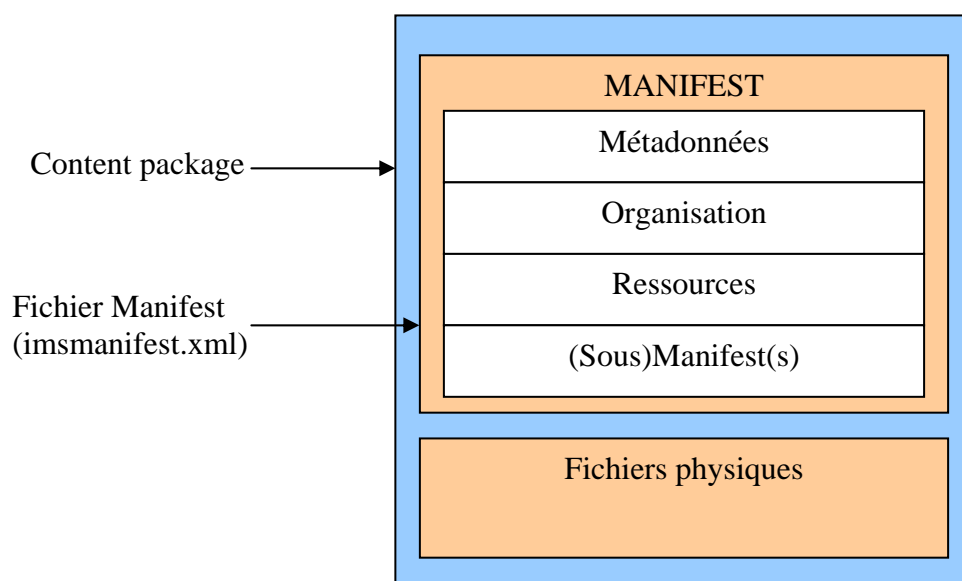 MANIFEST
Métadonnées
Content package
Organisation
Ressources
Fichier Manifest
(imsmanifest.xml)
(Sous)Manifest(s)
Fichiers physiques